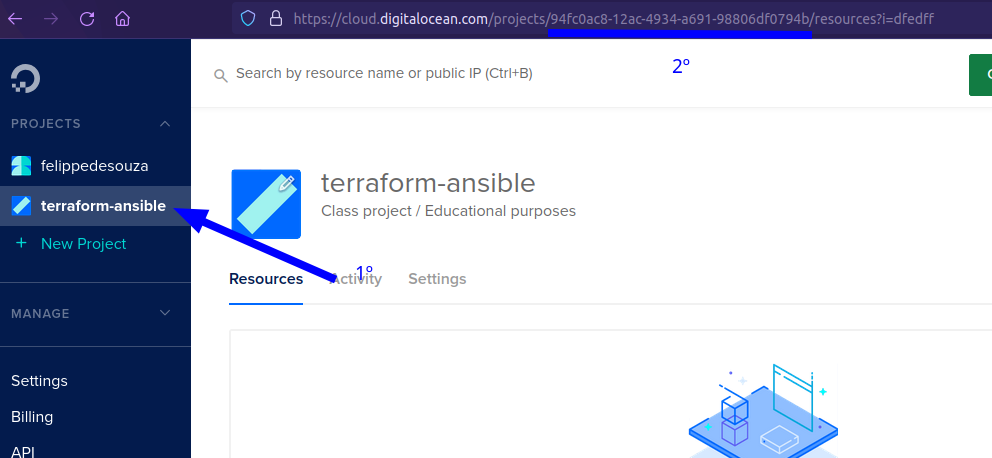 https://cloud.digitalocean.com/projects/94fc0ac8-12ac-4934-a691-98806df0794b/resources?i=dfedff
2º
Search by resource name or public IP (Ctrl+B)
PROJECTS
felippedesouza
terraform-ansible
New Project
MANAGE
Settings
Billing
API
terraform-ansible
Class project / Educational purposes
1º
Resources
Activity
Settings